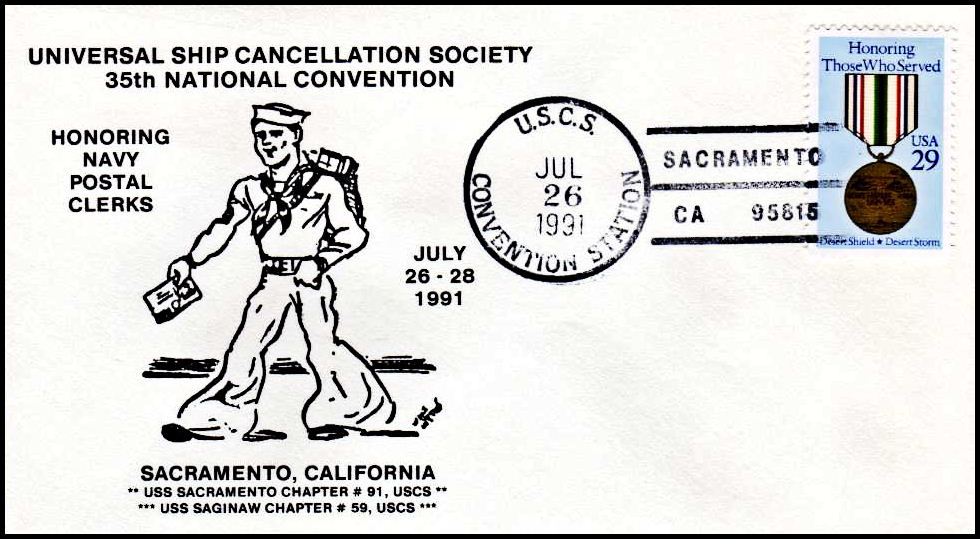 UNIVERSAL SHIP CANCELLATION SOCIETY
35th NATIONAL CONVENTION
HONORING
NAVY
POSTAL
CLERKS
JULY
26 - 28
1991
SACRAMENTO, CALIFORNIA
** USS SACRAMENTO CHAPTER # 91, USCS **
*** USS SAGINAW CHAPTER # 59, USCS ***
U.S.C.S.
JUL
26
1991
CONVENTION STATION
SACRAMENTO
CA 95815
Honoring
Those Who Served
USA
29
Desert Shield ★ Desert Storm